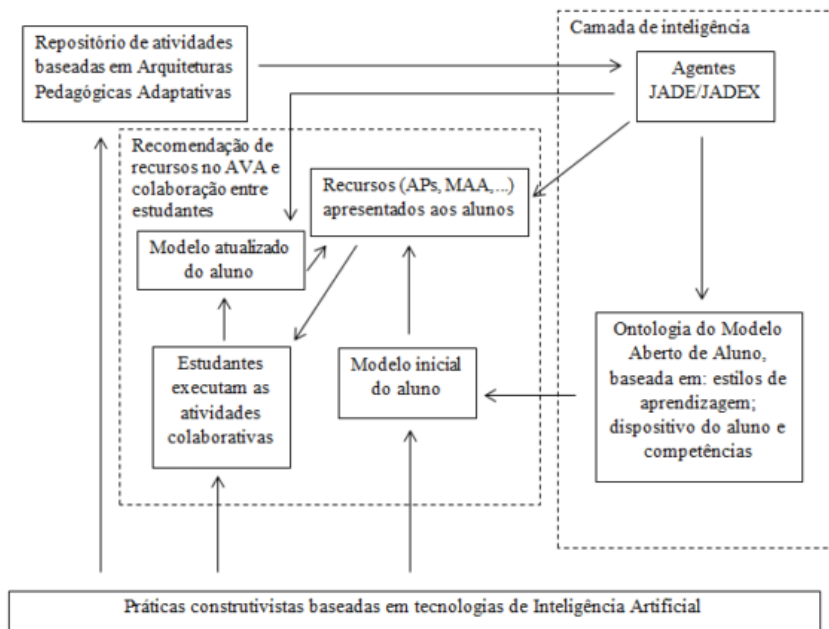 Repositório de atividades
baseadas em Arquiteturas
Pedagógicas Adaptativas
Camada de inteligência
Agentes
JADE/JADEX
Recomendação de
recursos no AVA e
colaboração entre
estudantes
Recursos (APs, MAA,...)
apresentados aos alunos
Modelo atualizado
do aluno
Estudantes
executam as
atividades
colaborativas
Modelo inicial
do aluno
Ontologia do Modelo
Aberto de Aluno,
baseada em: estilos de
aprendizagem;
dispositivo do aluno e
competências
Práticas construtivistas baseadas em tecnologias de Inteligência Artificial